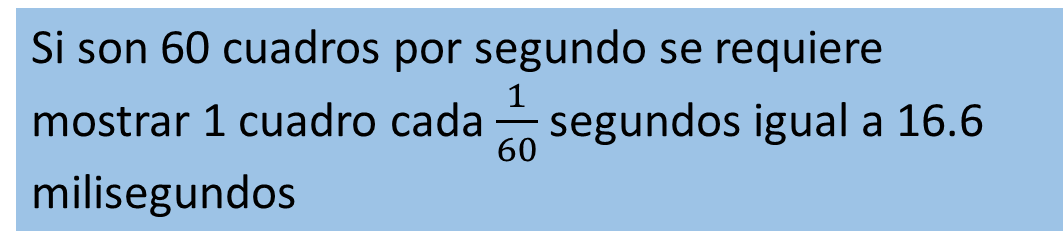 Si son 60 cuadros por segundo se requiere
mostrar 1 cuadro cada 1/60 segundos igual a 16.6
milisegundos